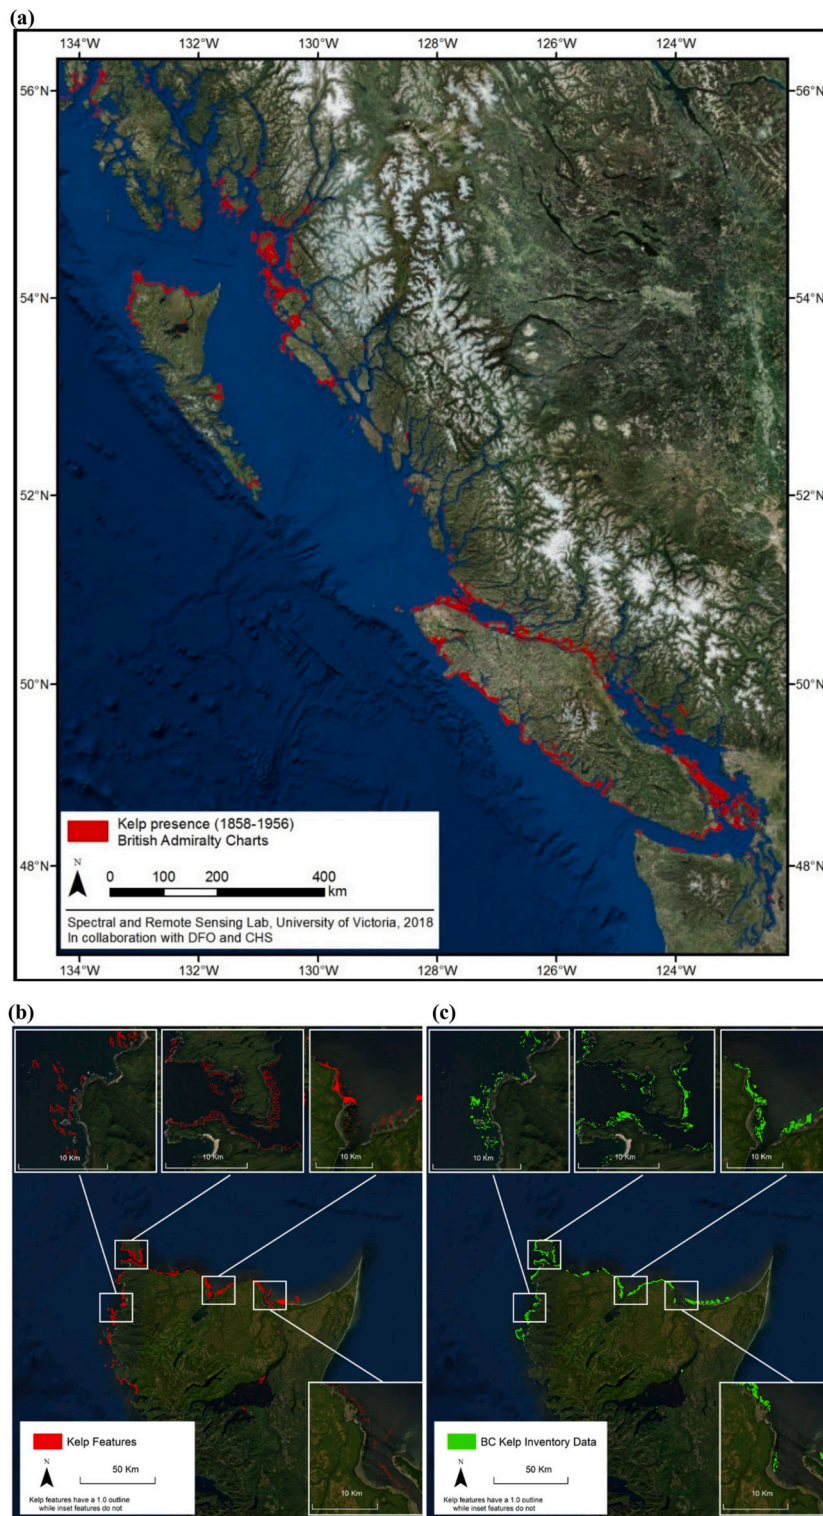 (a)
134°W 132°W 130°W 128°W 126°W 124°W
56°N 56°N
54°N 54°N
52°N 52°N
50°N 50°N
48°N 48°N
Kelp presence (1858-1956)
British Admiralty Charts
N
0 100 200 400
km
Spectral and Remote Sensing Lab, University of Victoria, 2018
In collaboration with DFO and CHS
134°W 132°W 130°W 128°W 126°W 124°W
(b)
10 Km
10 Km
10 Km
Kelp Features
N
50 Km
Kelp features have a 1.0 outline
while inset features do not
10 Km
(c)
10 Km
10 Km
10 Km
BC Kelp Inventory Data
N
50 Km
Kelp features have a 1.0 outline
while inset features do not
10 Km